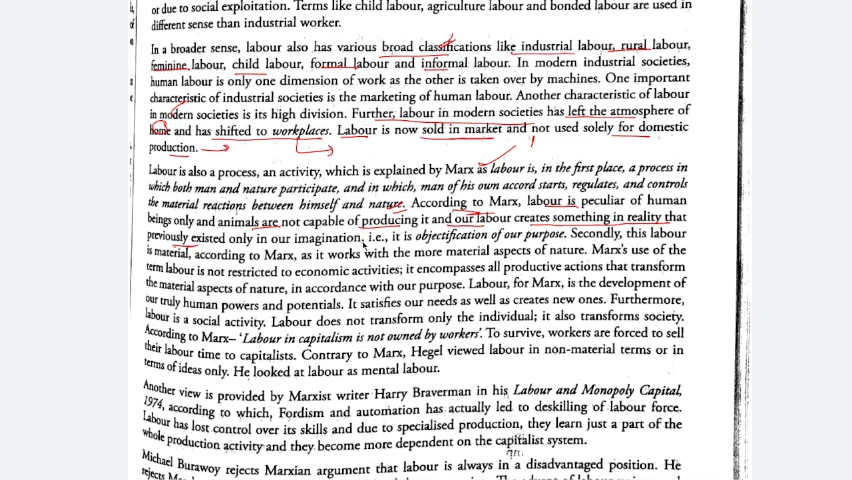 or due to social exploitation. Terms like child labour, agriculture labour and bonded labour are used in
different sense than industrial worker.
In a broader sense, labour also has various broad classifications like industrial labour, rural labour,
feminine labour, child labour, formal labour and informal labour. In modern industrial societies,
human labour is only one dimension of work as the other is taken over by machines. One important
characteristic of industrial societies is the marketing of human labour. Another characteristic of labour
in modern societies is its high division. Further, labour in modern societies has left the atmosphere of
home and has shifted to workplaces. Labour is now sold in market and not used solely for domestic
production.
Labour is also a process, an activity, which is explained by Marx as labour is, in the first place, a process in
which both man and nature participate, and in which, man of his own accord starts, regulates, and controls
the material reactions between himself and nature. According to Marx, labour is peculiar of human
beings only and animals are not capable of producing it and our labour creates something in reality that
previously existed only in our imagination, i.e., it is objectification of our purpose. Secondly, this labour
is material, according to Marx, as it works with the more material aspects of nature. Marx's use of the
term labour is not restricted to economic activities; it encompasses all productive actions that transform
the material aspects of nature, in accordance with our purpose. Labour, for Marx, is the development of
our truly human powers and potentials. It satisfies our needs as well as creates new ones. Furthermore,
labour is a social activity. Labour does not transform only the individual; it also transforms society.
According to Marx– 'Labour in capitalism is not owned by workers'. To survive, workers are forced to sell
their labour time to capitalists. Contrary to Marx, Hegel viewed labour in non-material terms or in
terms of ideas only. He looked at labour as mental labour.
Another view is provided by Marxist writer Harry Braverman in his Labour and Monopoly Capital,
1974, according to which, Fordism and automation has actually led to deskilling of labour force.
Labour has lost control over its skills and due to specialised production, they learn just a part of the
whole production activity and they become more dependent on the capitalist system.
Michael Burawoy rejects Marxian argument that labour is always in a disadvantaged position. He
rejects